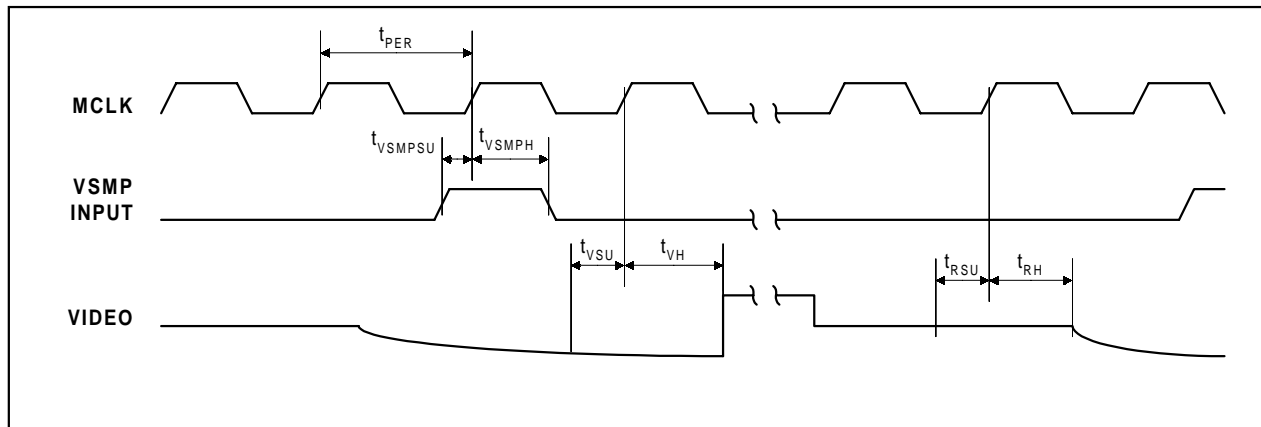 tPER
MCLK
tVSMPSU tVSMPH
VSMP
INPUT
tVSU tVH
tRSU tRH
VIDEO